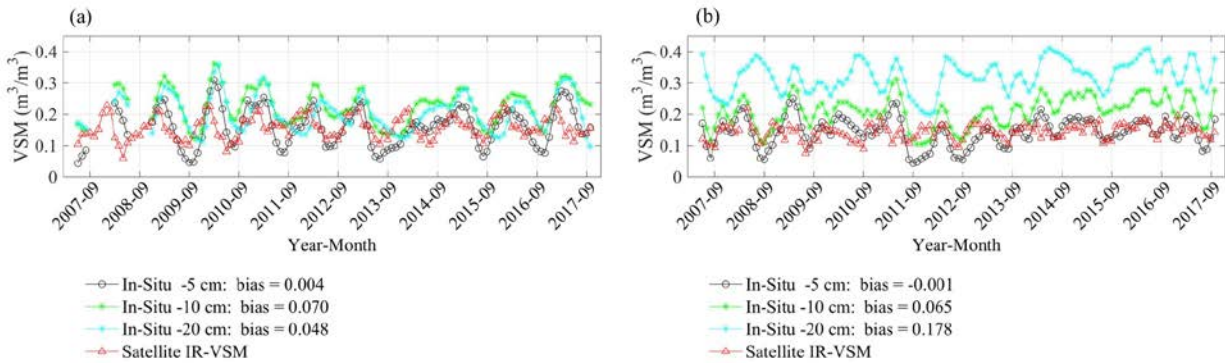 (a)
VSM (m³/m³)
0.4
0.3
0.2
0.1
0
2007-09
2008-09
2009-09
2010-09
2011-09
2012-09
2013-09
2014-09
2015-09
2016-09
2017-09
Year-Month
In-Situ -5 cm: bias = 0.004
In-Situ -10 cm: bias = 0.070
In-Situ -20 cm: bias = 0.048
Satellite IR-VSM
(b)
VSM (m³/m³)
0.4
0.3
0.2
0.1
0
2007-09
2008-09
2009-09
2010-09
2011-09
2012-09
2013-09
2014-09
2015-09
2016-09
2017-09
Year-Month
In-Situ -5 cm: bias = -0.001
In-Situ -10 cm: bias = 0.065
In-Situ -20 cm: bias = 0.178
Satellite IR-VSM